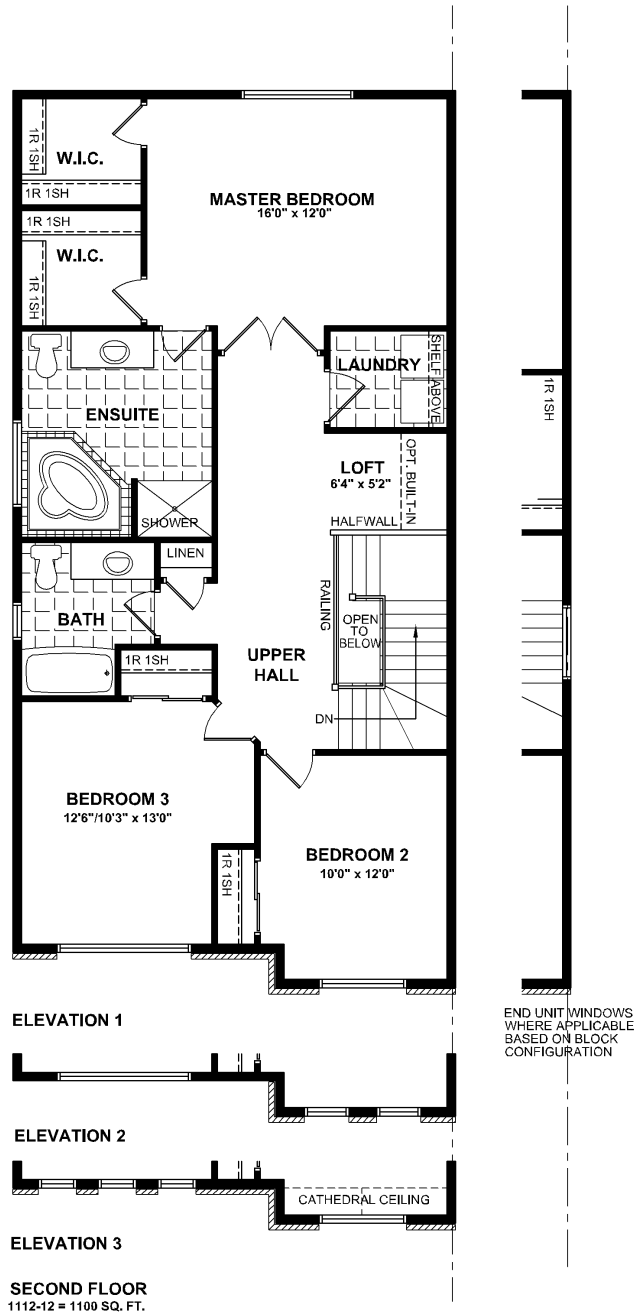 1R 1SH
W.I.C.
1R 1SH
MASTER BEDROOM
16'0" x 12'0"
1R 1SH
W.I.C.
1R 1SH
LAUNDRY
SHELF ABOVE
1R 1SH
ENSUITE
LOFT
6'4" x 5'2"
OPT. BUILT-IN
SHOWER
HALFWALL
LINEN
RAILING
BATH
OPEN
TO
BELOW
1R 1SH
UPPER
HALL
DN
BEDROOM 3
12'6"/10'3" x 13'0"
1R 1SH
BEDROOM 2
10'0" x 12'0"
ELEVATION 1
END UNIT WINDOWS
WHERE APPLICABLE
BASED ON BLOCK
CONFIGURATION
ELEVATION 2
CATHEDRAL CEILING
ELEVATION 3
SECOND FLOOR
1112-12 = 1100 SQ. FT.